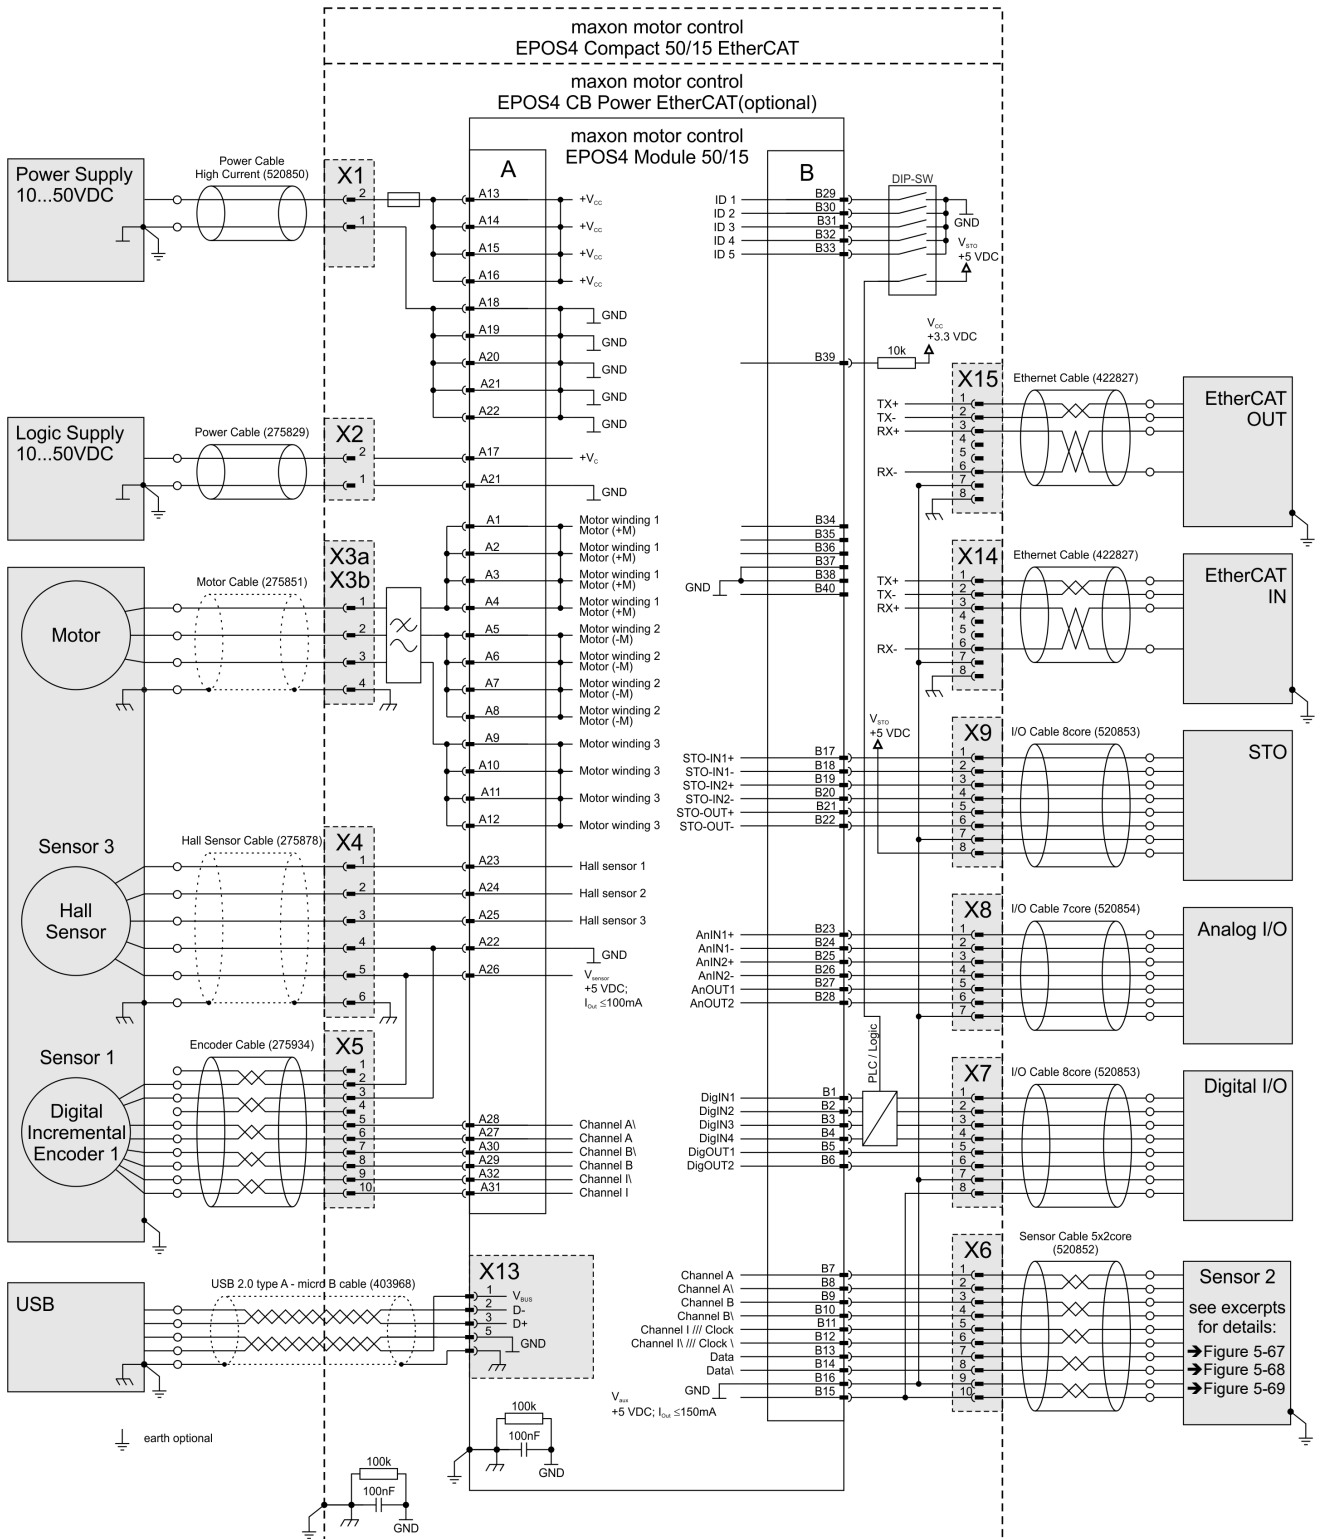 maxon motor control
EPOS4 Compact 50/15 EtherCAT
maxon motor control
EPOS4 CB Power EtherCAT(optional)
maxon motor control
EPOS4 Module 50/15
A
B
Power Supply
10...50VDC
Power Cable
High Current (520850)
X1
2
1
A13
+Vcc
A14
+Vcc
A15
+Vcc
A16
+Vcc
A18
GND
A19
GND
A20
GND
A21
GND
A22
GND
Logic Supply
10...50VDC
Power Cable (275829)
X2
2
1
A17
+Vc
A21
GND
Motor
Motor Cable (275851)
X3a
X3b
1
2
3
4
A1
Motor winding 1
Motor (+M)
A2
Motor winding 1
Motor (+M)
A3
Motor winding 1
Motor (+M)
A4
Motor winding 1
Motor (+M)
A5
Motor winding 2
Motor (-M)
A6
Motor winding 2
Motor (-M)
A7
Motor winding 2
Motor (-M)
A8
Motor winding 2
Motor (-M)
A9
Motor winding 3
A10
Motor winding 3
A11
Motor winding 3
A12
Motor winding 3
Sensor 3
Hall
Sensor
Hall Sensor Cable (275878)
X4
1
2
3
4
5
6
A23
Hall sensor 1
A24
Hall sensor 2
A25
Hall sensor 3
A22
GND
A26
Vsensor
+5 VDC;
IOut ≤100mA
Sensor 1
Digital
Incremental
Encoder 1
Encoder Cable (275934)
X5
1
2
3
4
5
6
7
8
9
10
A28
Channel A\
A27
Channel A
A30
Channel B\
A29
Channel B
A32
Channel I\
A31
Channel I
USB
USB 2.0 type A - micro B cable (403968)
X13
1
VBUS
2
D-
3
D+
5
GND
earth optional
100k
100nF
GND
100k
100nF
GND
DIP-SW
ID 1
B29
ID 2
B30
ID 3
B31
ID 4
B32
ID 5
B33
GND
VSTO
+5 VDC
B39
10k
Vcc
+3.3 VDC
X15
Ethernet Cable (422827)
EtherCAT
OUT
TX+
1
TX-
2
RX+
3
4
5
RX-
6
7
8
B34
B35
B36
B37
B38
B40
GND
X14
Ethernet Cable (422827)
EtherCAT
IN
TX+
1
TX-
2
RX+
3
4
5
RX-
6
7
8
VSTO
+5 VDC
X9
I/O Cable 8core (520853)
STO
STO-IN1+
B17
1
STO-IN1-
B18
2
STO-IN2+
B19
3
STO-IN2-
B20
4
STO-OUT+
B21
5
STO-OUT-
B22
6
7
8
X8
I/O Cable 7core (520854)
Analog I/O
AnIN1+
B23
1
AnIN1-
B24
2
AnIN2+
B25
3
AnIN2-
B26
4
AnOUT1
B27
5
AnOUT2
B28
6
7
PLC / Logic
X7
I/O Cable 8core (520853)
Digital I/O
DigIN1
B1
1
DigIN2
B2
2
DigIN3
B3
3
DigIN4
B4
4
DigOUT1
B5
5
DigOUT2
B6
6
7
8
X6
Sensor Cable 5x2core
(520852)
Sensor 2
see excerpts
for details:
➔Figure 5-67
➔Figure 5-68
➔Figure 5-69
Channel A
B7
1
Channel A\
B8
2
Channel B
B9
3
Channel B\
B10
4
Channel I /// Clock
B11
5
Channel I\ /// Clock \
B12
6
Data
B13
7
Data\
B14
8
B16
9
GND
B15
10
Vaux
+5 VDC; IOut ≤150mA